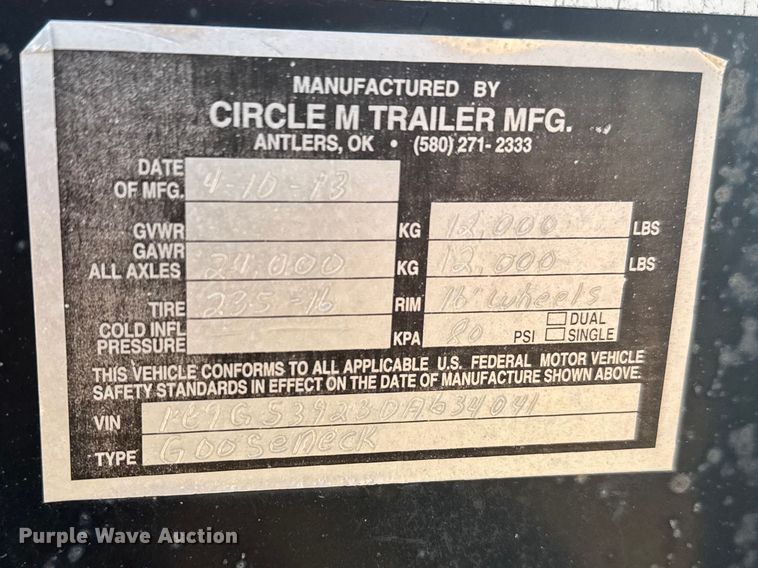 MANUFACTURED BY
CIRCLE M TRAILER MFG.
ANTLERS, OK • (580) 271-2333
DATE OF MFG. 4-10-13
GVWR KG 12,000 LBS
GAWR ALL AXLES 24,000 KG 12,000 LBS
TIRE 235-16 RIM 16" wheels
COLD INFL PRESSURE KPA 80 PSI DUAL SINGLE
THIS VEHICLE CONFORMS TO ALL APPLICABLE U.S. FEDERAL MOTOR VEHICLE
SAFETY STANDARDS IN EFFECT ON THE DATE OF MANUFACTURE SHOWN ABOVE.
VIN
TYPE Gooseneck
Purple Wave Auction